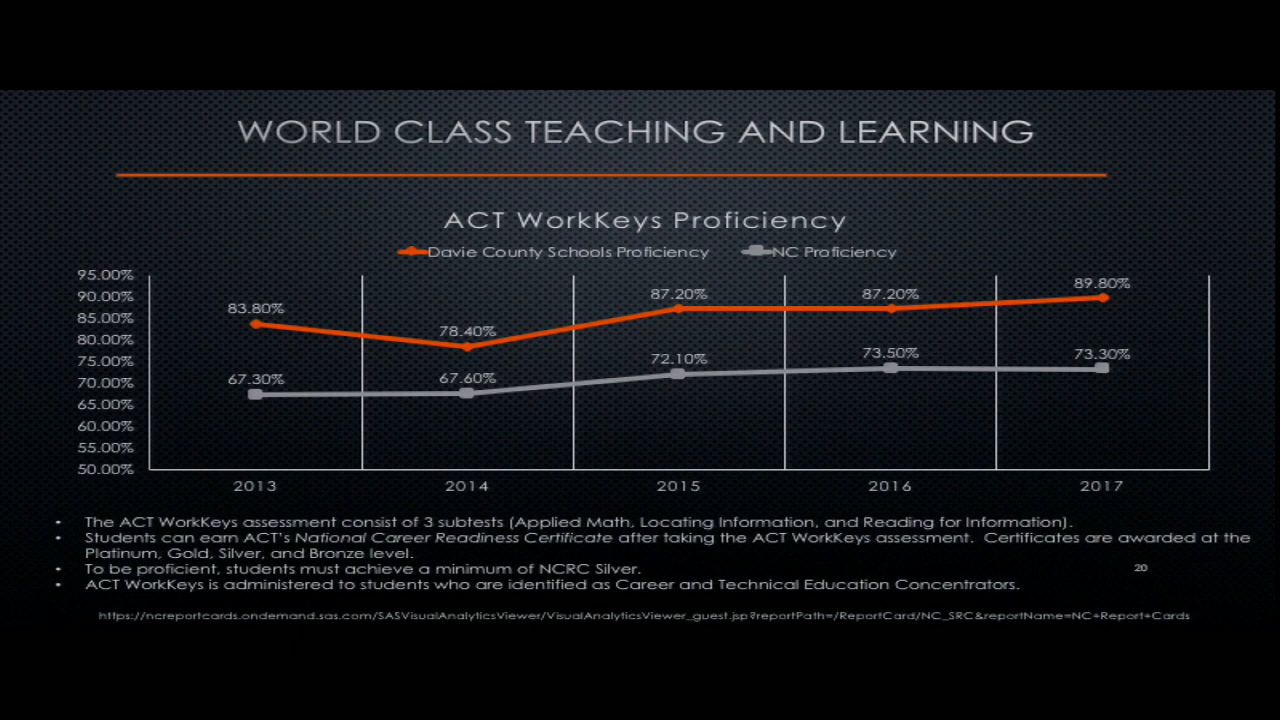 WORLD CLASS TEACHING AND LEARNING
ACT WorkKeys Proficiency
Davie County Schools Proficiency NC Proficiency
95.00%
90.00%
85.00%
80.00%
75.00%
70.00%
65.00%
60.00%
55.00%
50.00%
83.80% 78.40% 87.20% 87.20% 89.80%
67.30% 67.60% 72.10% 73.50% 73.30%
2013 2014 2015 2016 2017
• The ACT WorkKeys assessment consist of 3 subtests (Applied Math, Locating Information, and Reading for Information).
• Students can earn ACT's National Career Readiness Certificate after taking the ACT WorkKeys assessment. Certificates are awarded at the
Platinum, Gold, Silver, and Bronze level.
• To be proficient, students must achieve a minimum of NCRC Silver.
20
• ACT WorkKeys is administered to students who are identified as Career and Technical Education Concentrators.
https://ncreportcards.ondemand.sas.com/SASVisualAnalyticsViewer/VisualAnalyticsViewer_guest.jsp?reportPath=/ReportCard/NC_SRC&reportName=NC+Report+Cards